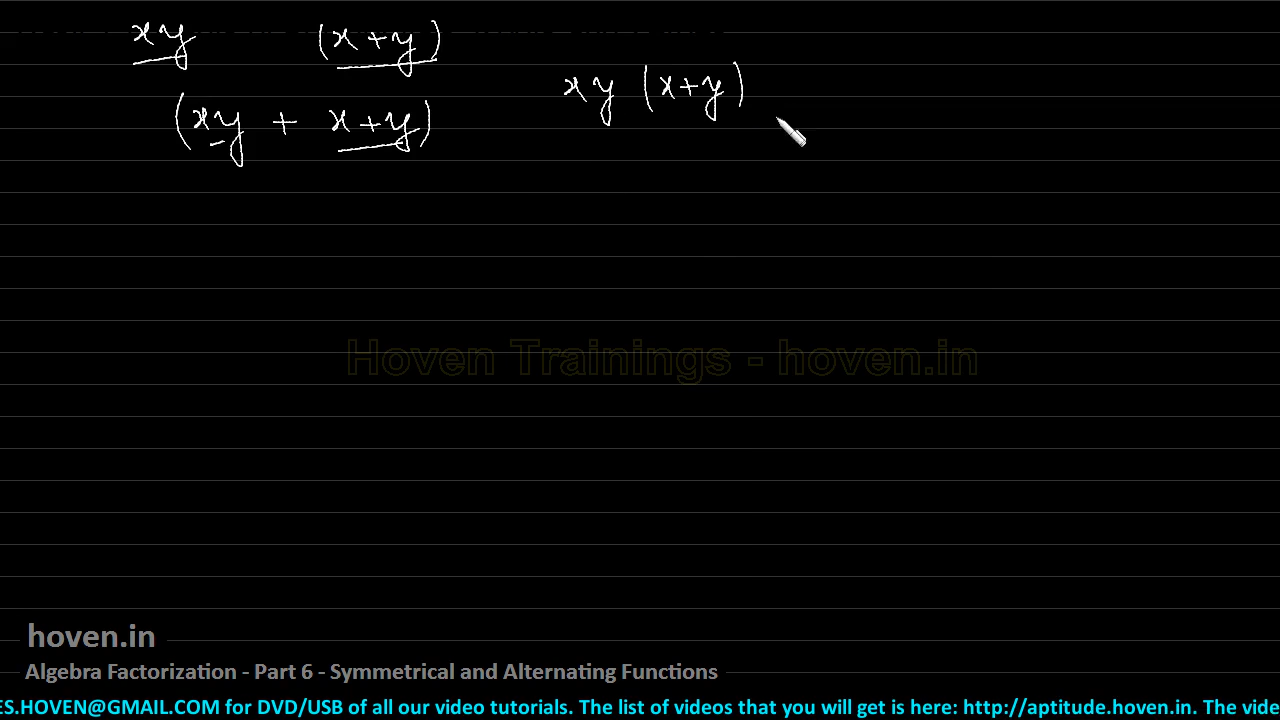 xy (x+y)
(xy + x+y) xy (x+y)
Hoven Trainings - hoven.in
hoven.in
Algebra Factorization - Part 6 - Symmetrical and Alternating Functions
ES.HOVEN@GMAIL.COM for DVD/USB of all our video tutorials. The list of videos that you will get is here: http://aptitude.hoven.in. The vide